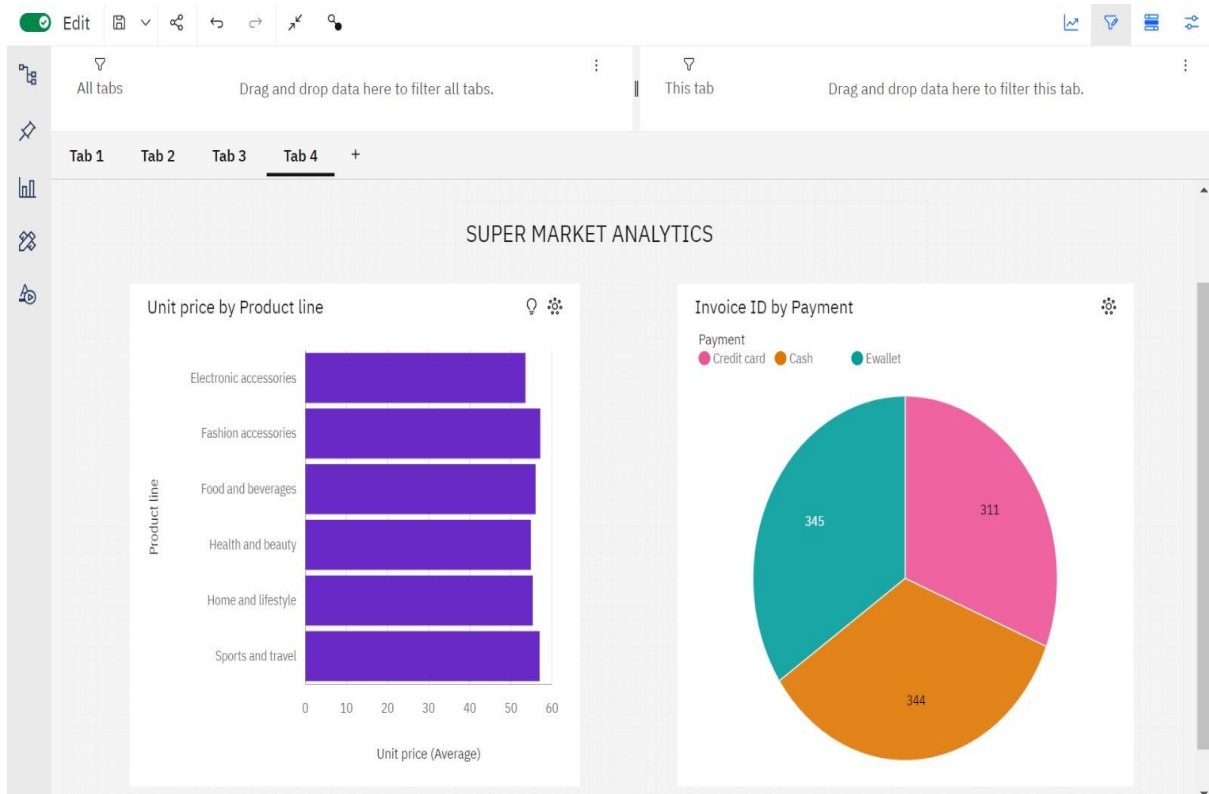 Edit
All tabs
Drag and drop data here to filter all tabs.
This tab
Drag and drop data here to filter this tab.
Tab 1 Tab 2 Tab 3 Tab 4 +
SUPER MARKET ANALYTICS
Unit price by Product line
Product line
Electronic accessories
Fashion accessories
Food and beverages
Health and beauty
Home and lifestyle
Sports and travel
0 10 20 30 40 50 60
Unit price (Average)
Invoice ID by Payment
Payment
Credit card Cash Ewallet
345
311
344